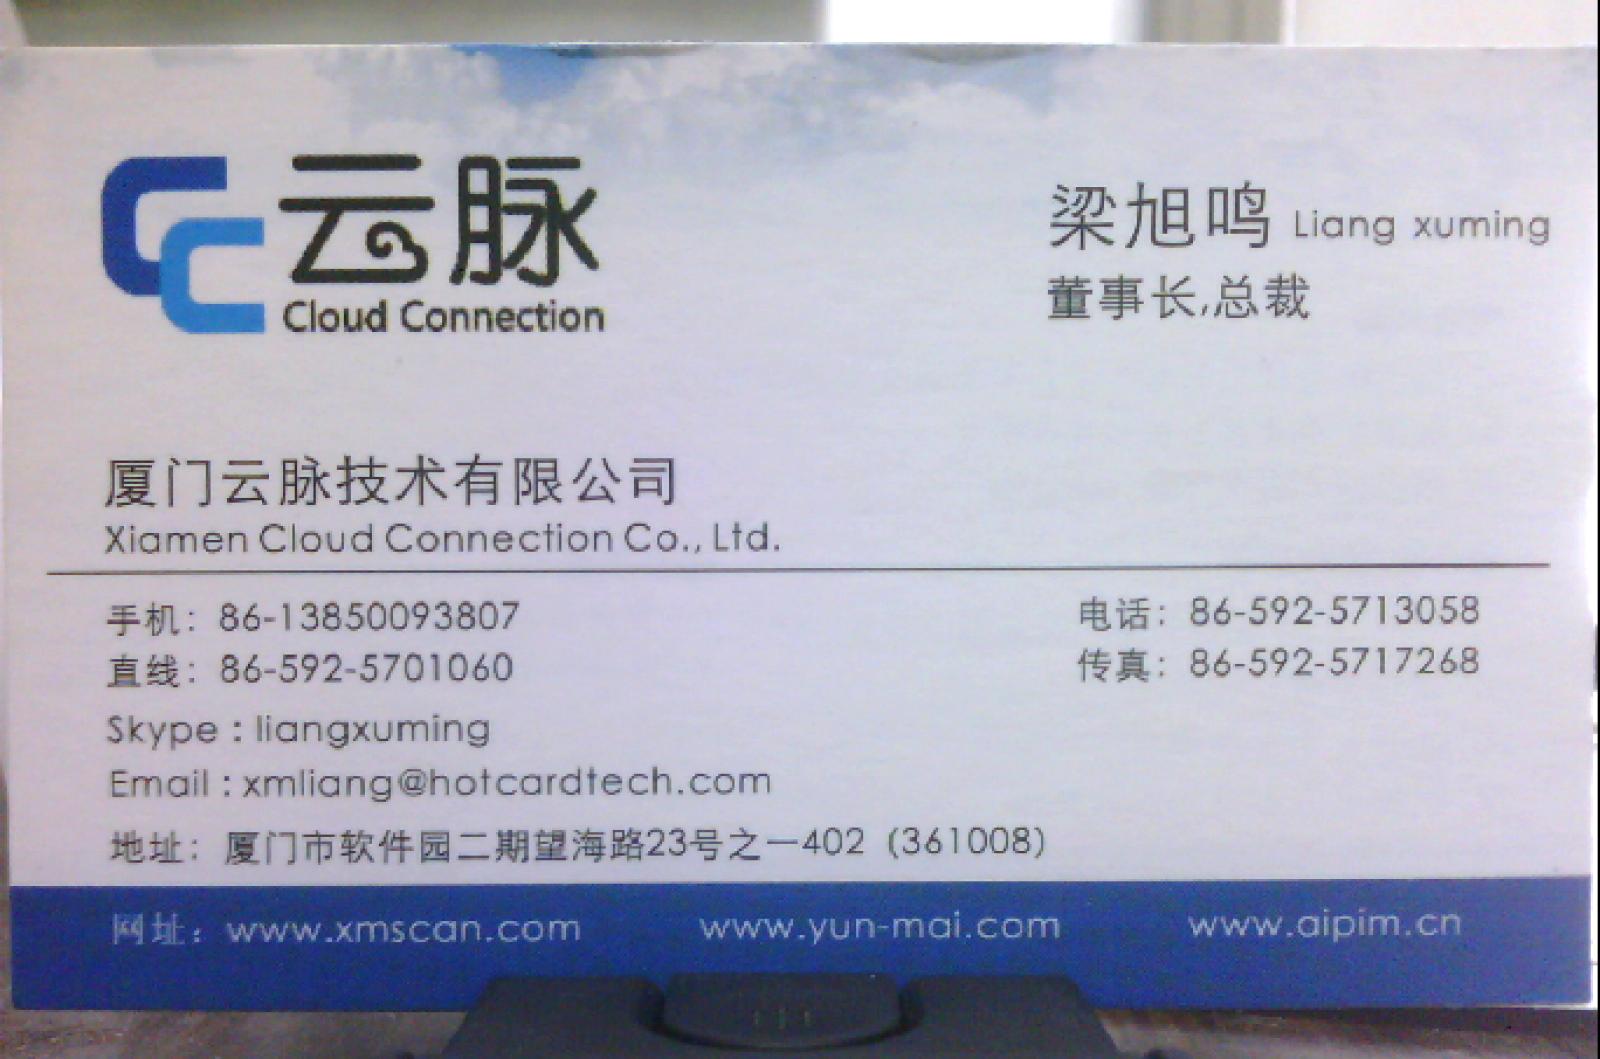 云脉
Cloud Connection
梁旭鸣 Liang xuming
董事长,总裁
厦门云脉技术有限公司
Xiamen Cloud Connection Co., Ltd.
手机：86-13850093807
电话：86-592-5713058
直线：86-592-5701060
传真：86-592-5717268
Skype : liangxuming
Email : xmliang@hotcardtech.com
地址：厦门市软件园二期望海路23号之一402（361008）
网址：www.xmscan.com www.yun-mai.com www.aipim.cn